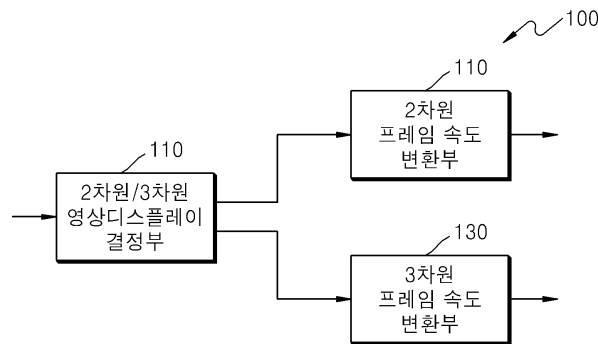 100
110
2차원/3차원
영상디스플레이
결정부
110
2차원
프레임 속도
변환부
130
3차원
프레임 속도
변환부